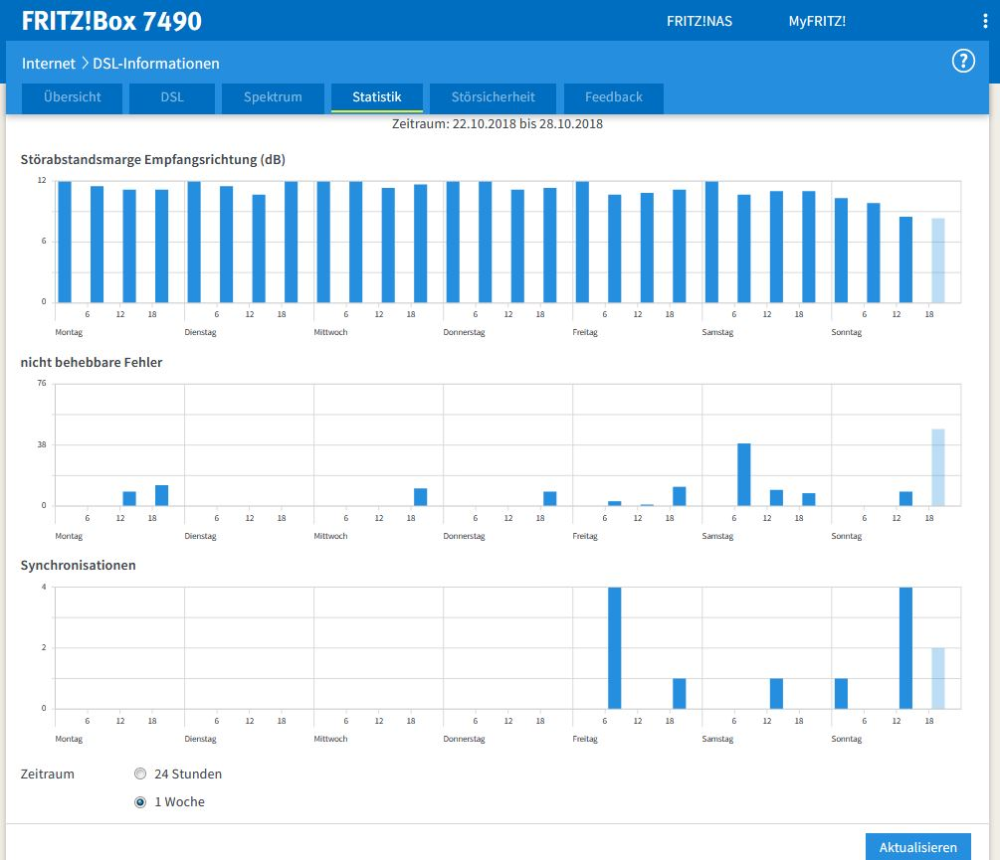 FRITZ!Box 7490
FRITZ!NAS MyFRITZ!
Internet > DSL-Informationen ?
Übersicht DSL Spektrum Statistik Störsicherheit Feedback
Zeitraum: 22.10.2018 bis 28.10.2018
Störabstandsmarge Empfangsrichtung (dB)
12
6
0
6 12 18 6 12 18 6 12 18 6 12 18 6 12 18 6 12 18 6 12 18
Montag Dienstag Mittwoch Donnerstag Freitag Samstag Sonntag
nicht behebbare Fehler
76
38
0
6 12 18 6 12 18 6 12 18 6 12 18 6 12 18 6 12 18 6 12 18
Montag Dienstag Mittwoch Donnerstag Freitag Samstag Sonntag
Synchronisationen
4
2
0
6 12 18 6 12 18 6 12 18 6 12 18 6 12 18 6 12 18 6 12 18
Montag Dienstag Mittwoch Donnerstag Freitag Samstag Sonntag
Zeitraum 24 Stunden
1 Woche
Aktualisieren